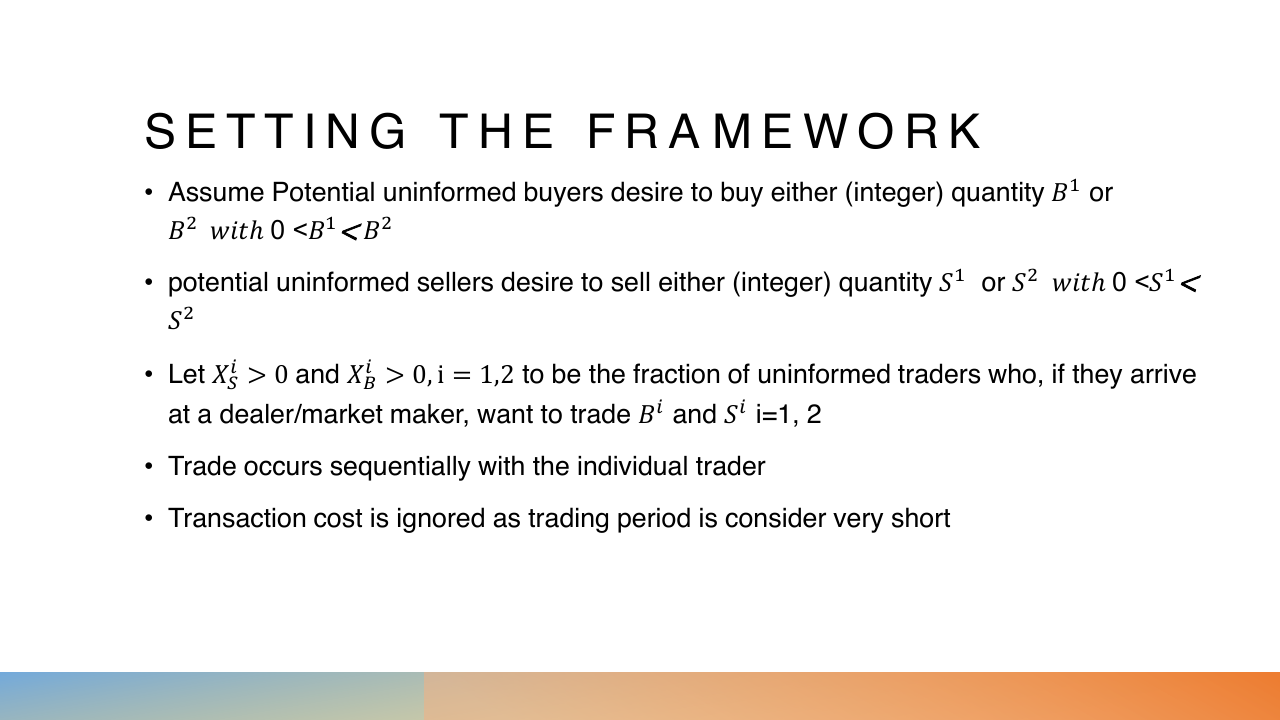 SETTING THE FRAMEWORK
• Assume Potential uninformed buyers desire to buy either (integer) quantity 𝐵¹ or
𝐵² 𝑤𝑖𝑡ℎ 0 <𝐵¹<𝐵²
• potential uninformed sellers desire to sell either (integer) quantity 𝑆¹ or 𝑆² 𝑤𝑖𝑡ℎ 0 <𝑆¹<
𝑆²
• Let $X_S^i > 0$ and $X_B^i > 0, i = 1,2$ to be the fraction of uninformed traders who, if they arrive
at a dealer/market maker, want to trade $B^i$ and $S^i$ i=1, 2
• Trade occurs sequentially with the individual trader
• Transaction cost is ignored as trading period is consider very short